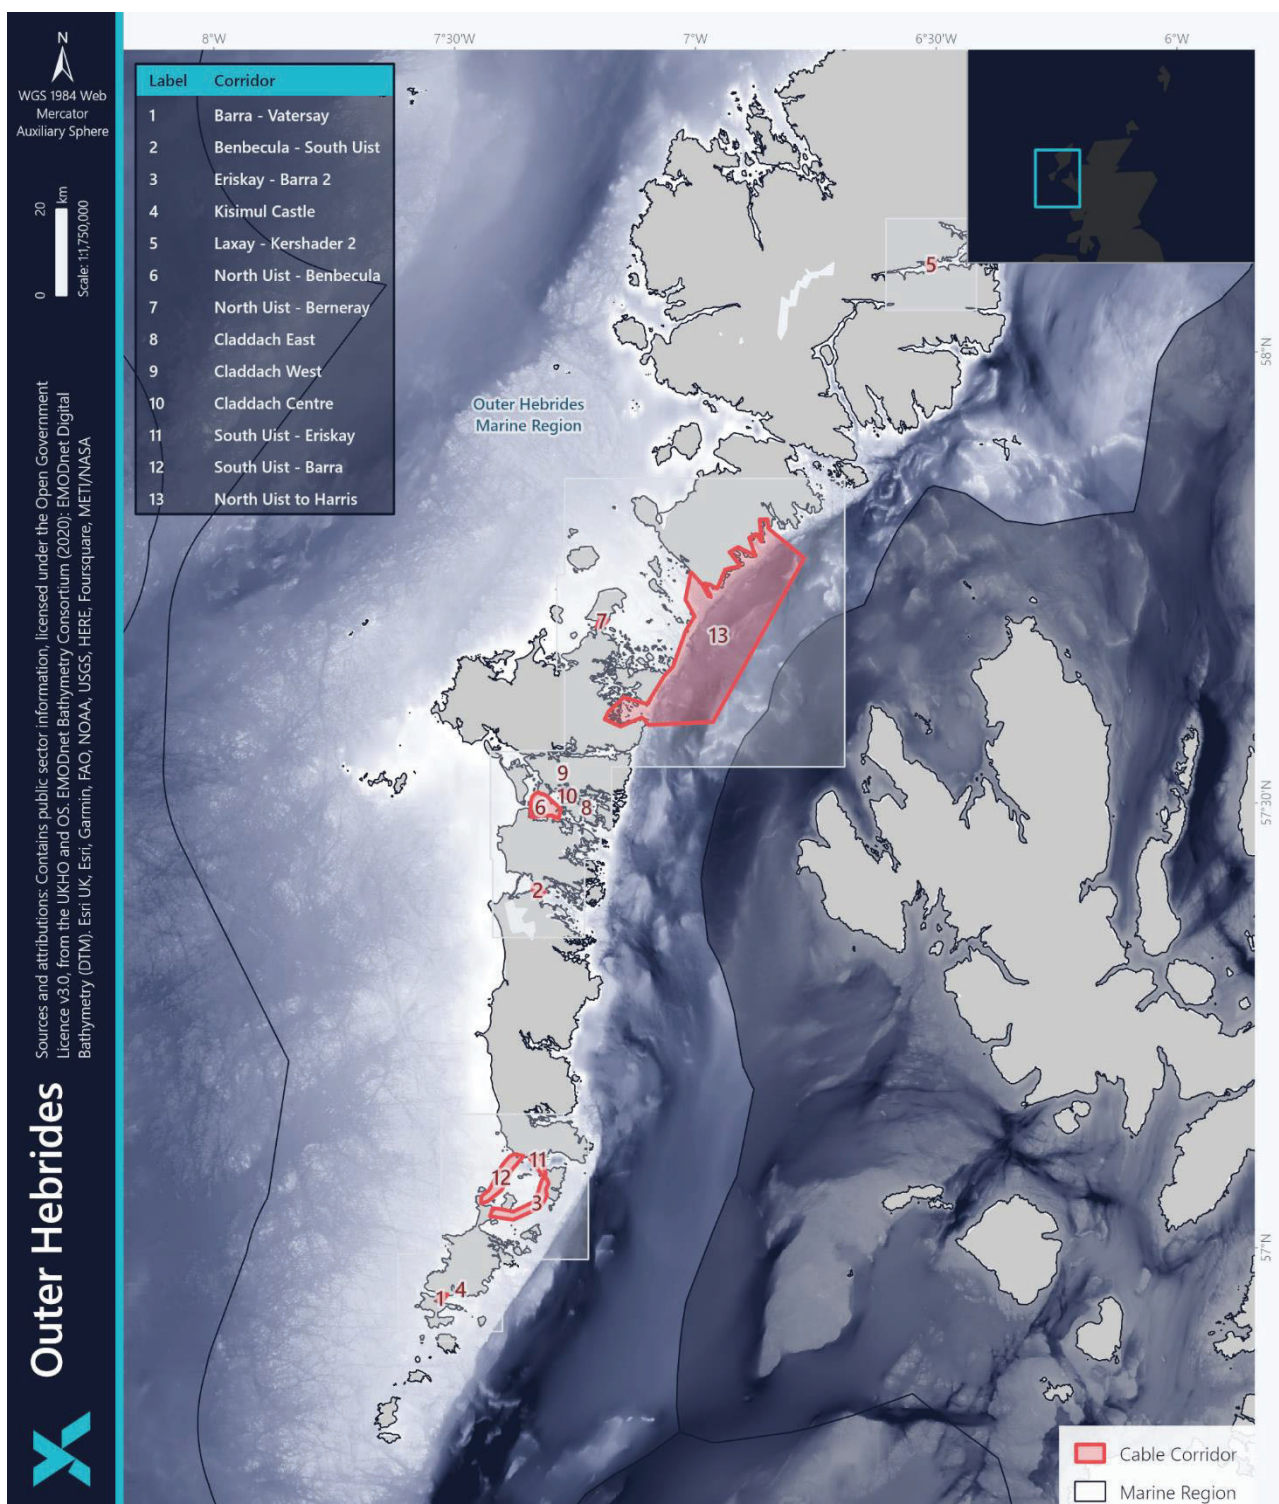 N
WGS 1984 Web
Mercator
Auxiliary Sphere
0 20
km
Scale: 1:1,750,000
Sources and attributions: Contains public sector information, licensed under the Open Government
Licence v3.0, from the UKHO and OS. EMODnet Bathymetry Consortium (2020): EMODnet Digital
Bathymetry (DTM). Esri UK, Esri, Garmin, FAO, NOAA, USGS, HERE, Foursquare, METI/NASA
Outer Hebrides
8°W 7°30'W 7°W 6°30'W 6°W
Label Corridor
1 Barra - Vatersay
2 Benbecula - South Uist
3 Eriskay - Barra 2
4 Kisimul Castle
5 Laxay - Kershader 2
6 North Uist - Benbecula
7 North Uist - Berneray
8 Claddach East
9 Claddach West
10 Claddach Centre
11 South Uist - Eriskay
12 South Uist - Barra
13 North Uist to Harris
5
58°N
Outer Hebrides
Marine Region
7
13
9
10
6
8
57°30'N
2
11
12
3
57°N
4
1
Cable Corridor
Marine Region